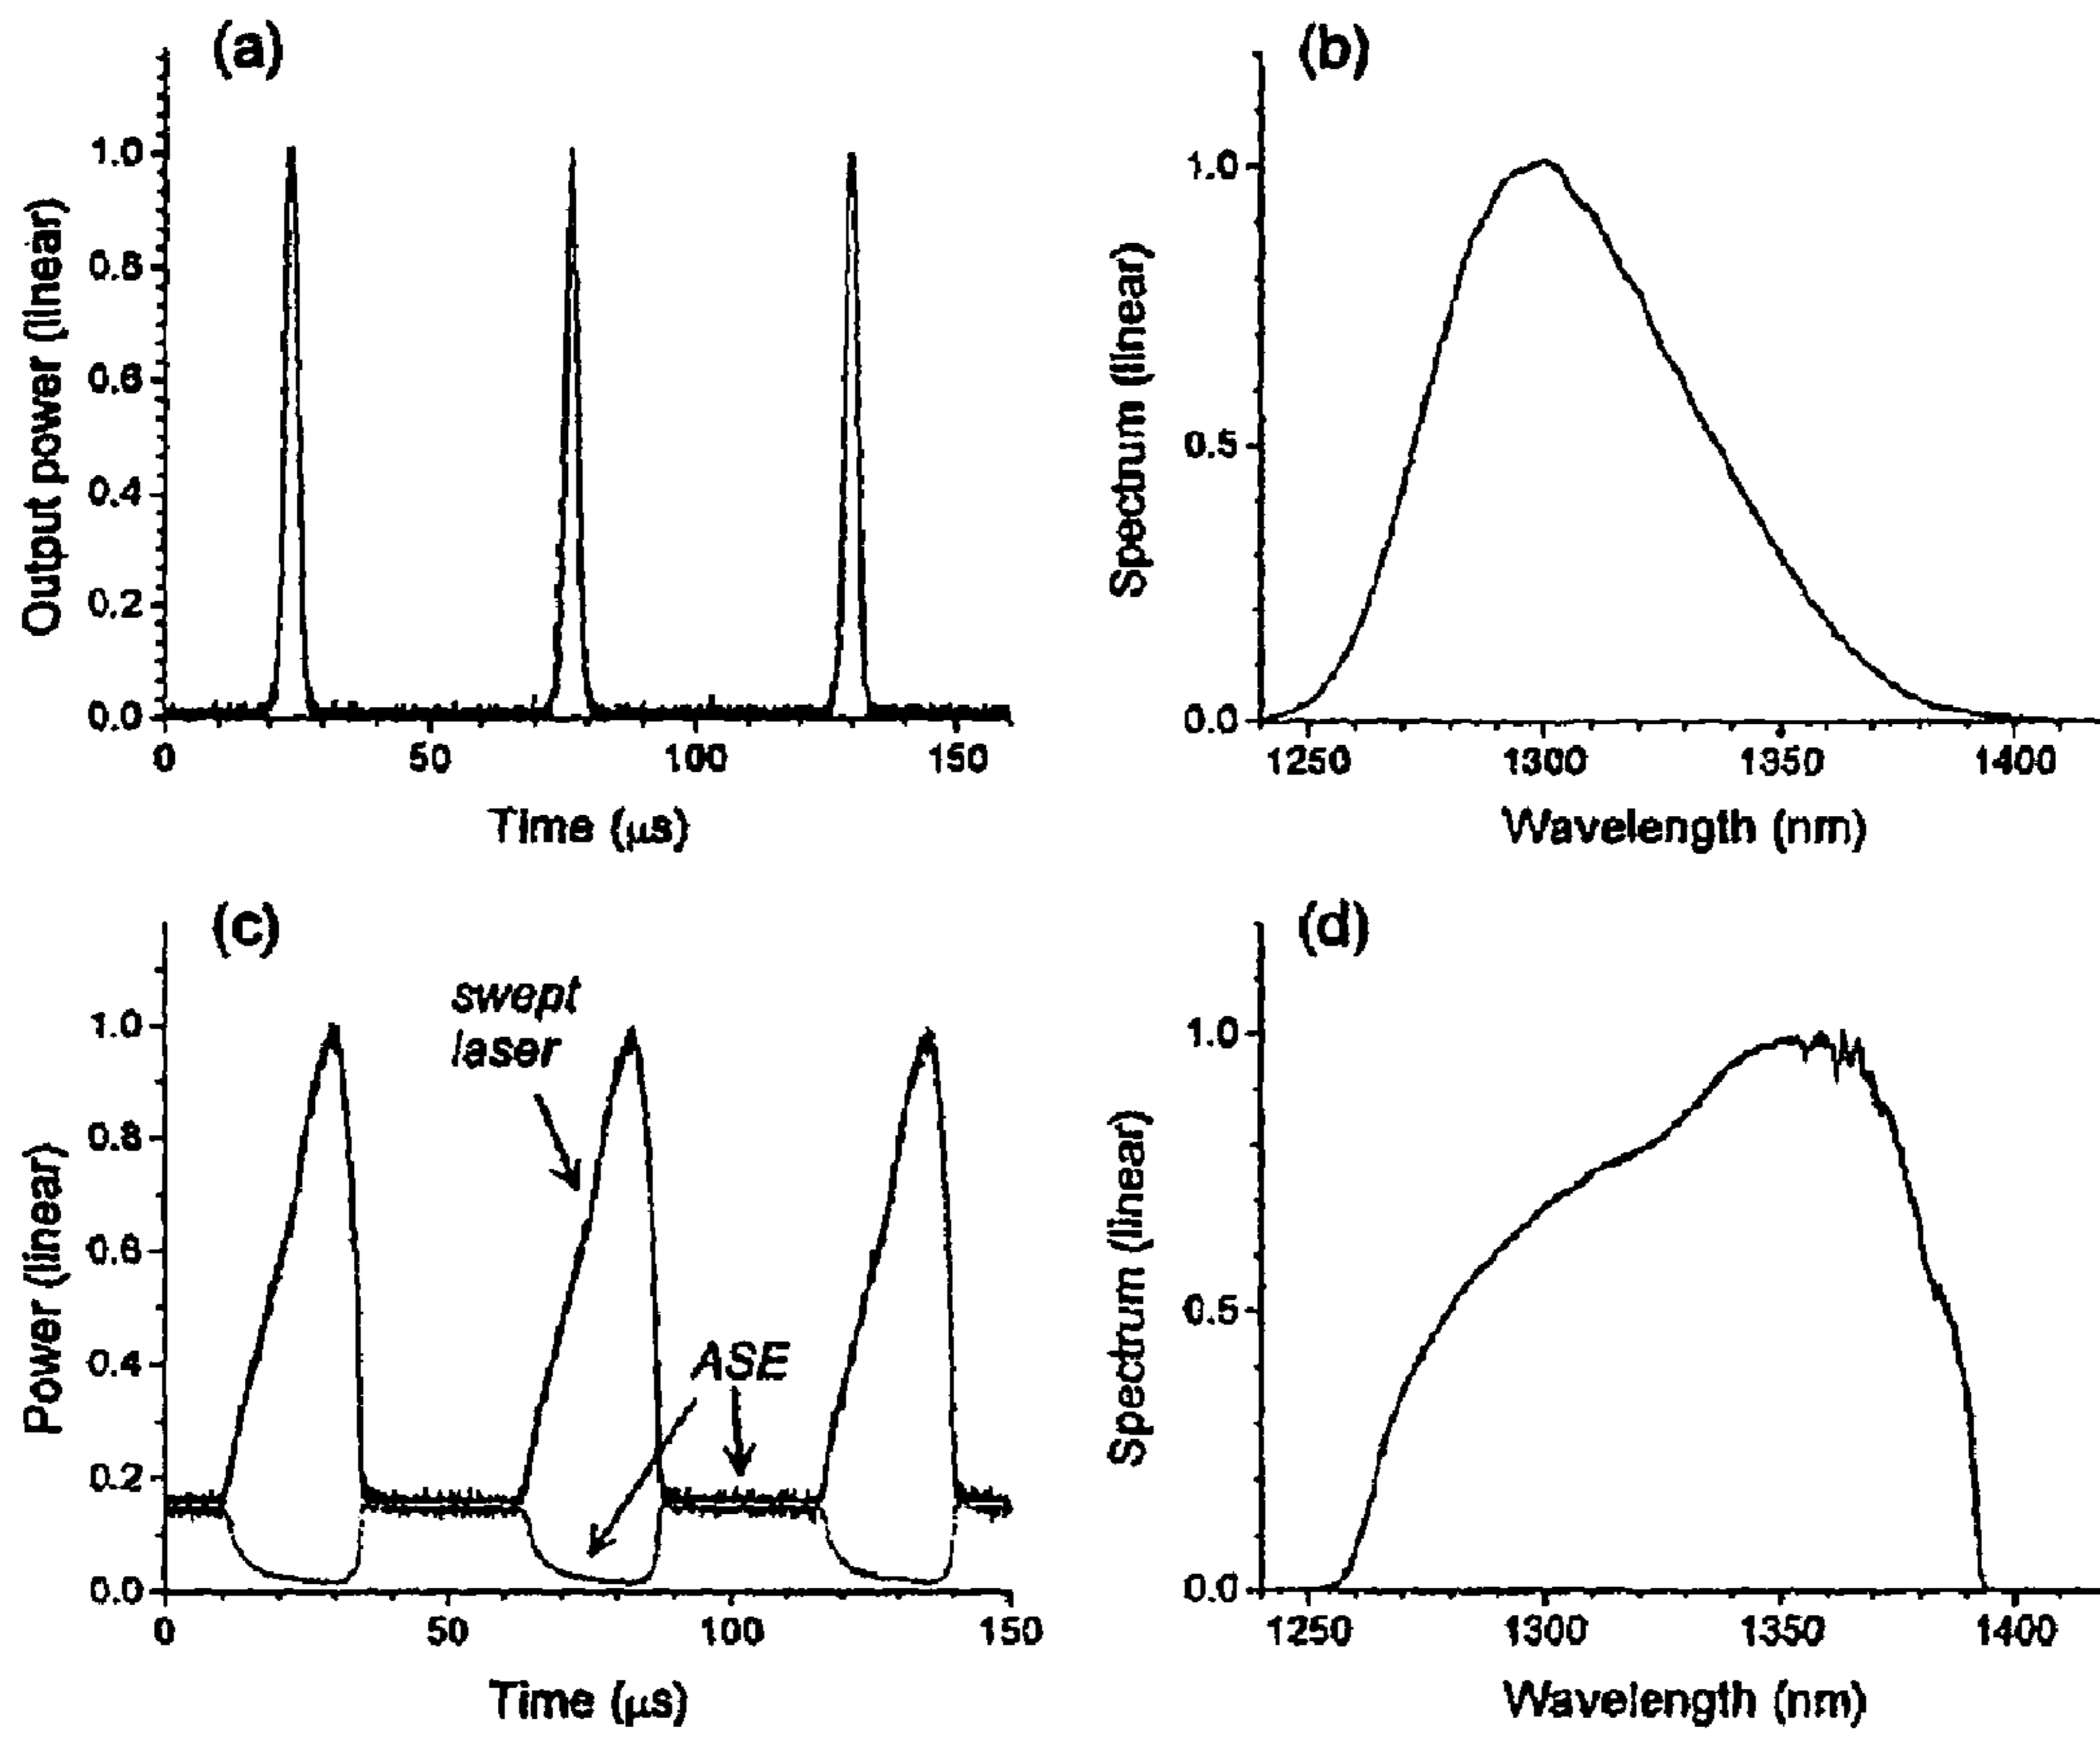 (a)
Output power (linear)
1.0
0.8
0.6
0.4
0.2
0.0
0 50 100 150
Time (μs)
(b)
Spectrum (linear)
1.0
0.5
0.0
1250 1300 1350 1400
Wavelength (nm)
(c)
Power (linear)
1.0
0.8
0.6
0.4
0.2
0.0
swept
laser
ASE
0 50 100 150
Time (μs)
(d)
Spectrum (linear)
1.0
0.5
0.0
1250 1300 1350 1400
Wavelength (nm)